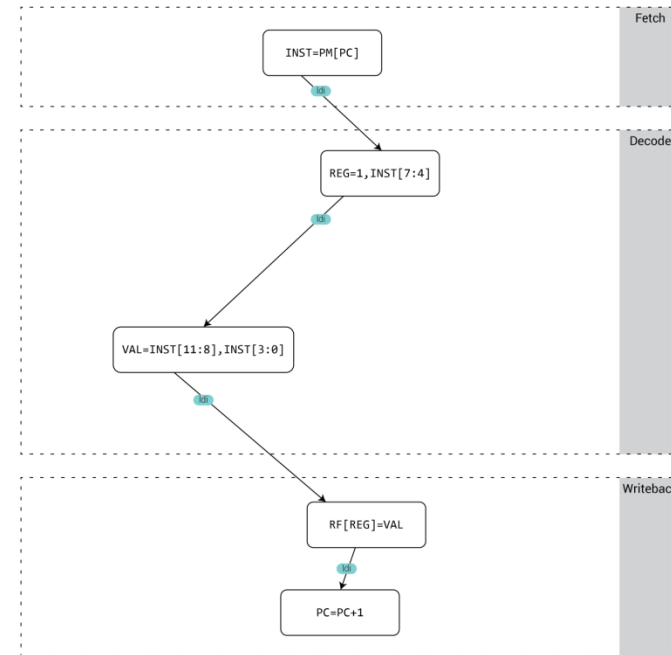 Fetch
INST=PM[PC]
ldi
Decode
REG=1,INST[7:4]
ldi
VAL=INST[11:8],INST[3:0]
ldi
Writebac
RF[REG]=VAL
ldi
PC=PC+1